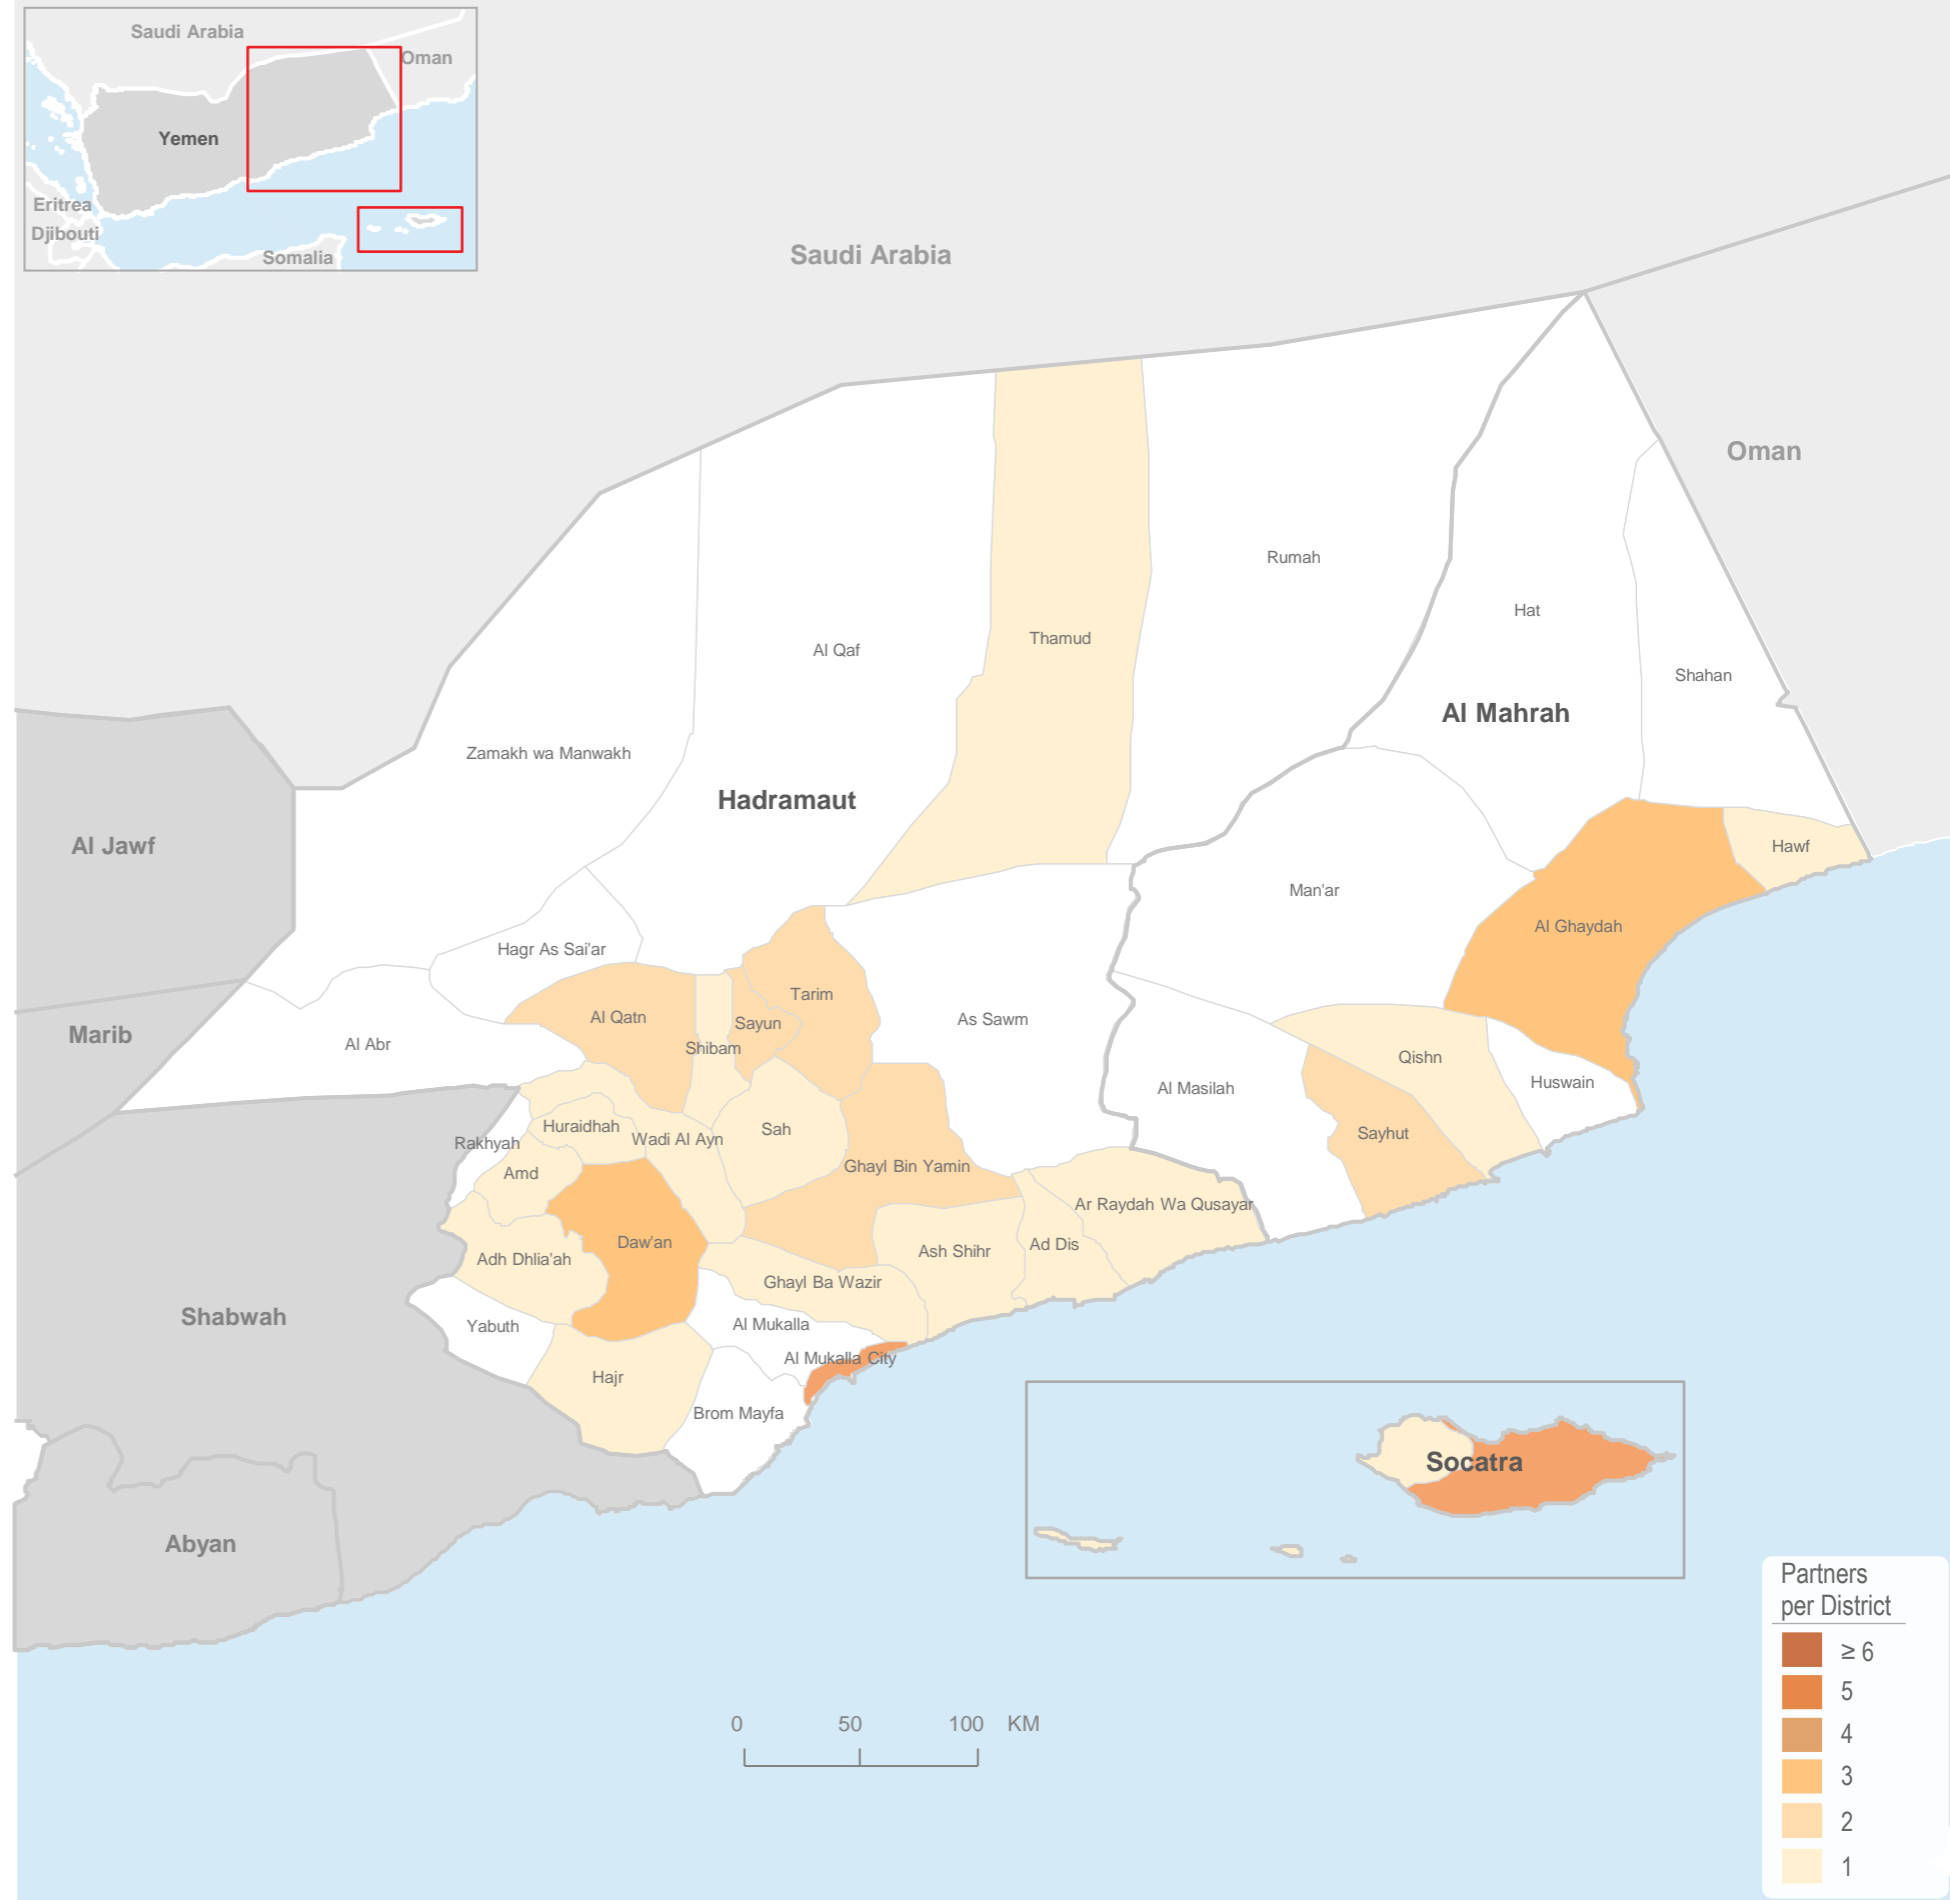 Saudi Arabia
Oman
Yemen
Eritrea
Djibouti
Somalia
Saudi Arabia
Oman
Rumah
Hat
Thamud
Al Qaf
Shahan
Al Mahrah
Zamakh wa Manwakh
Hadramaut
Al Jawf
Hawf
Man'ar
Al Ghaydah
Hagr As Sai'ar
Tarim
Al Qatn
Sayun
As Sawm
Marib
Al Abr
Shibam
Qishn
Huswain
Al Masilah
Huraidhah
Sah
Sayhut
Rakhyah
Wadi Al Ayn
Amd
Ghayl Bin Yamin
Ar Raydah Wa Qusayar
Daw'an
Ad Dis
Ash Shihr
Adh Dhlia'ah
Ghayl Ba Wazir
Shabwah
Yabuth
Al Mukalla
Al Mukalla City
Hajr
Brom Mayfa
Socatra
Abyan
Partners
per District
≥ 6
5
4
3
2
1
0 50 100 KM